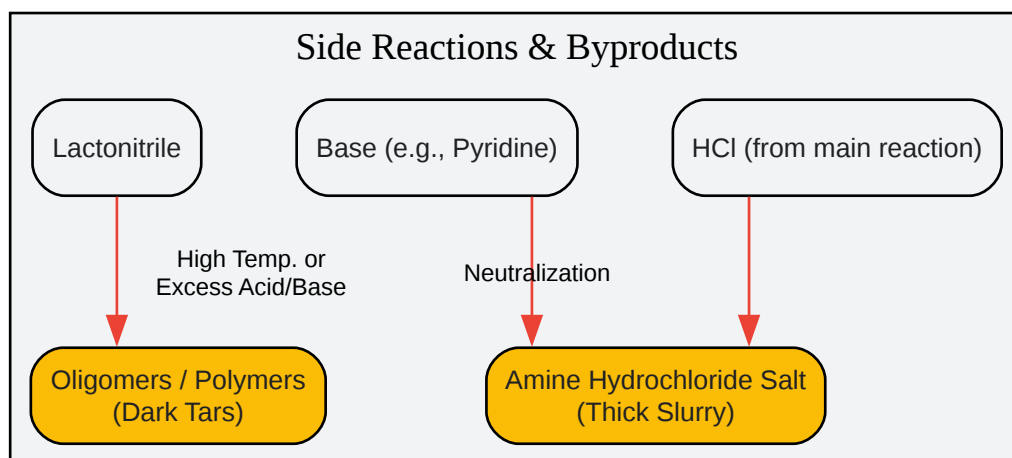 Side Reactions & Byproducts
Lactonitrile
Base (e.g., Pyridine)
HCl (from main reaction)
High Temp. or
Excess Acid/Base
Neutralization
Oligomers / Polymers
(Dark Tars)
Amine Hydrochloride Salt
(Thick Slurry)